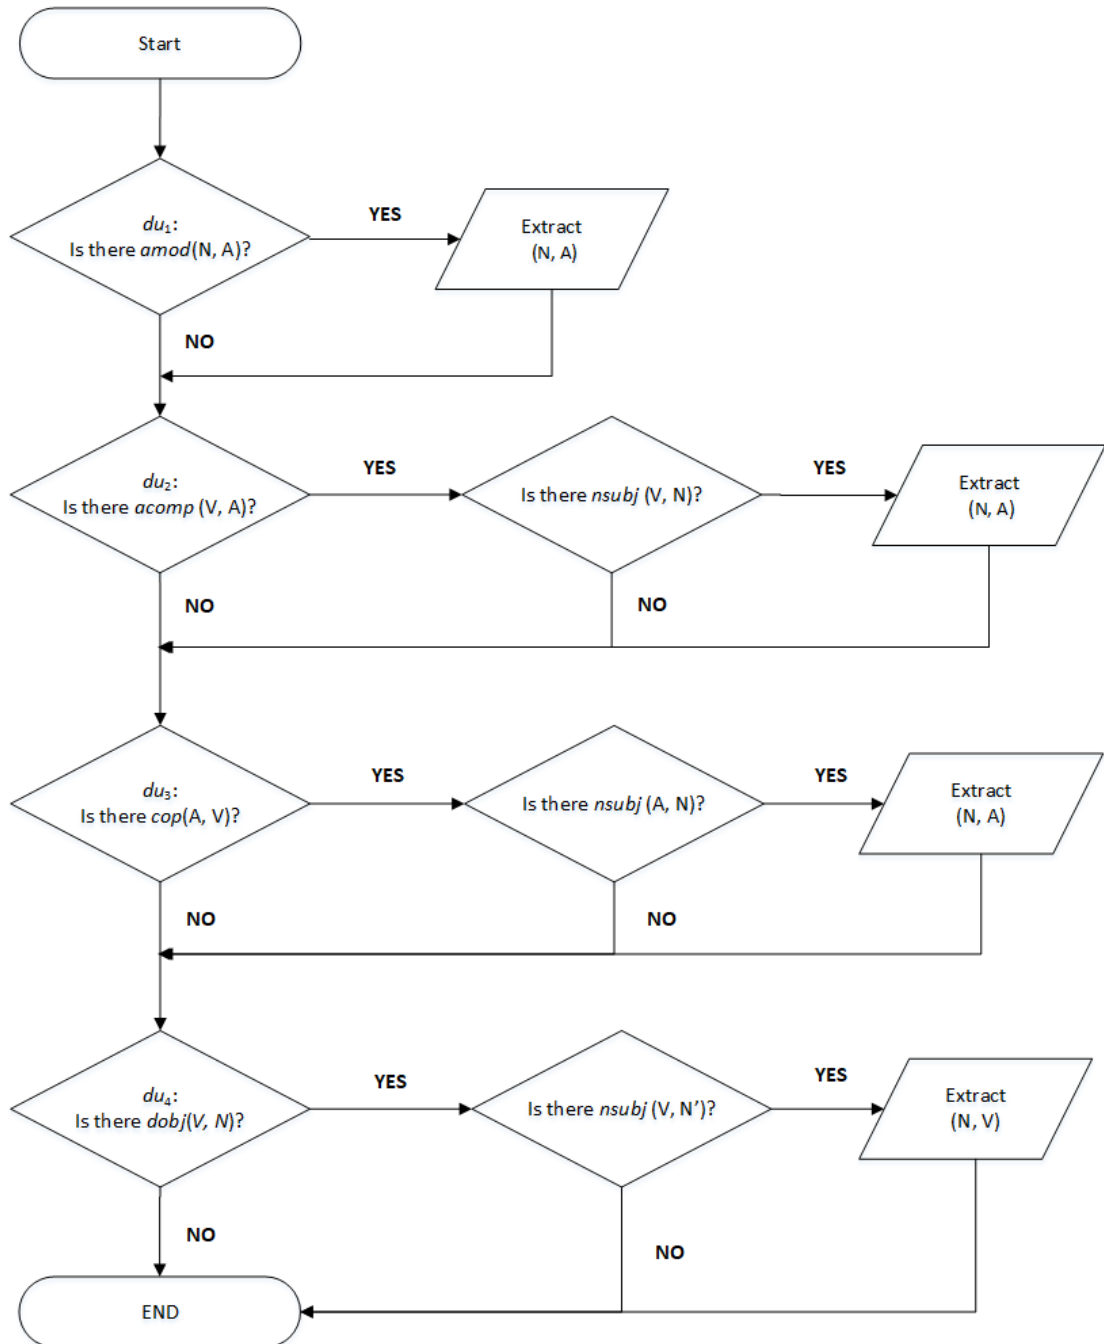 Start
du₁:
Is there amod(N, A)?
YES
Extract
(N, A)
NO
du₂:
Is there acomp (V, A)?
YES
Is there nsubj (V, N)?
YES
Extract
(N, A)
NO
NO
du₃:
Is there cop(A, V)?
YES
Is there nsubj (A, N)?
YES
Extract
(N, A)
NO
NO
du₄:
Is there dobj(V, N)?
YES
Is there nsubj (V, N’)?
YES
Extract
(N, V)
NO
NO
END